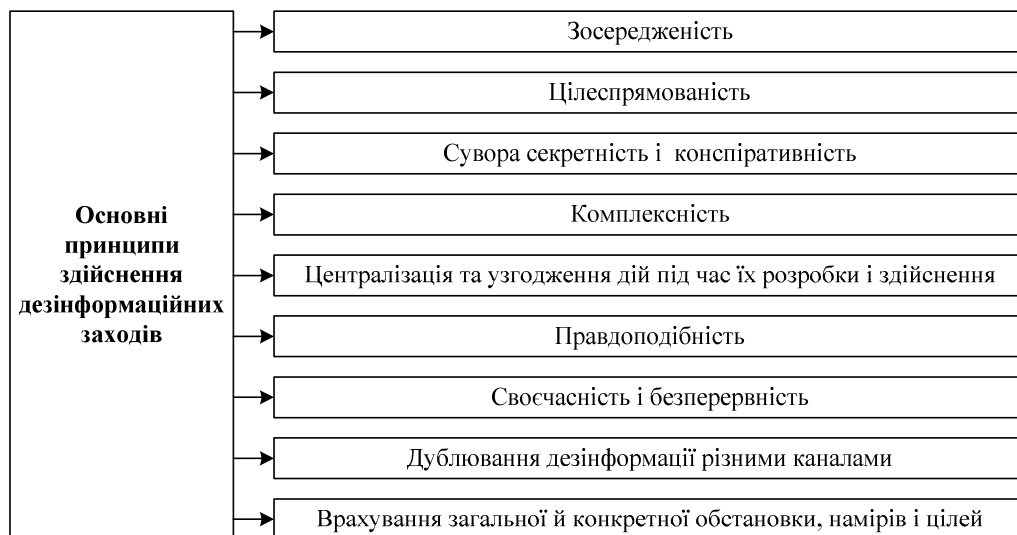 Основні
принципи
здійснення
дезінформаційних
заходів
Зосередженість
Цілеспрямованість
Сувора секретність і конспіративність
Комплексність
Централізація та узгодження дій під час їх розробки і здійснення
Правдоподібність
Своєчасність і безперервність
Дублювання дезінформації різними каналами
Врахування загальної й конкретної обстановки, намірів і цілей